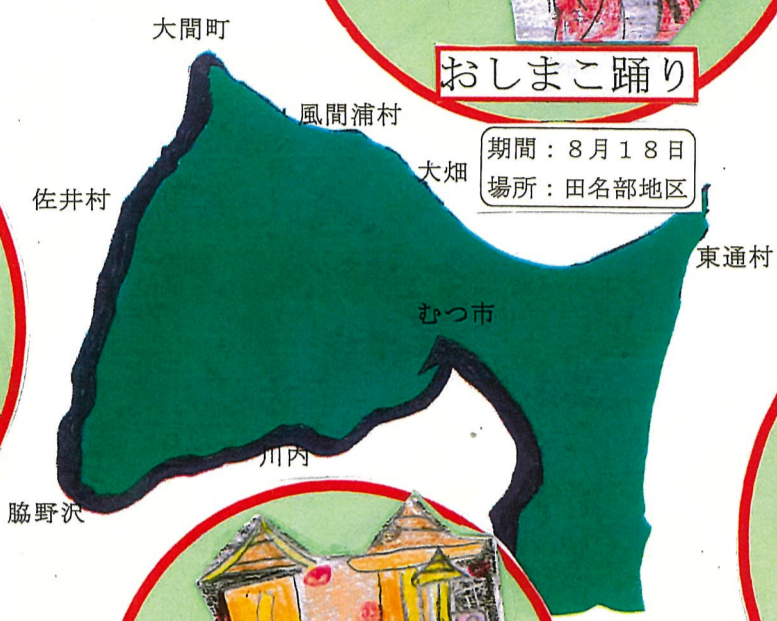 大間町
おしまこ踊り
風間浦村
期間：８月１８日
大畑
場所：田名部地区
佐井村
東通村
むつ市
川内
脇野沢